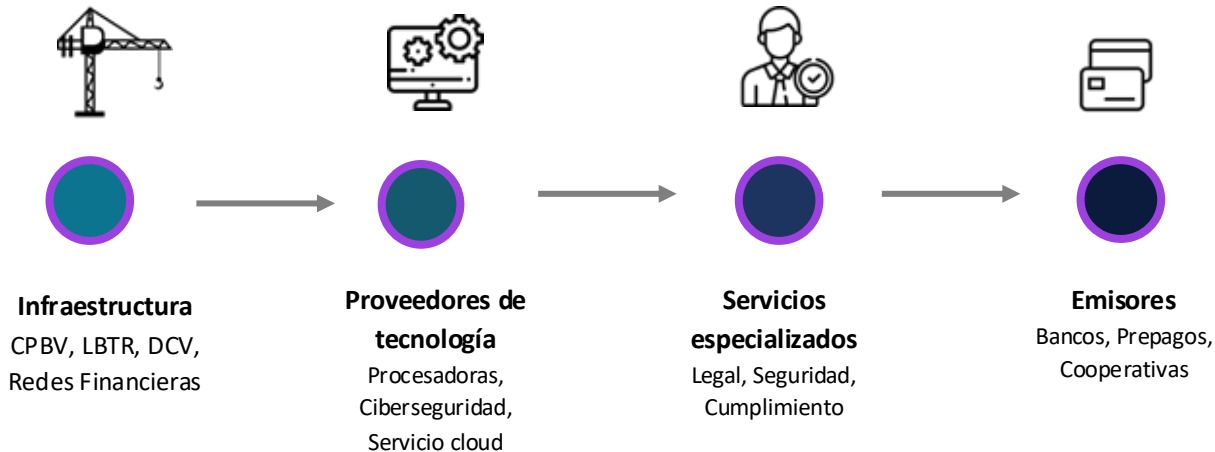 Infraestructura
CPBV, LBTR, DCV,
Redes Financieras
Proveedores de
tecnología
Procesadoras,
Ciberseguridad,
Servicio cloud
Servicios
especializados
Legal, Seguridad,
Cumplimiento
Emisores
Bancos, Prepagos,
Cooperativas